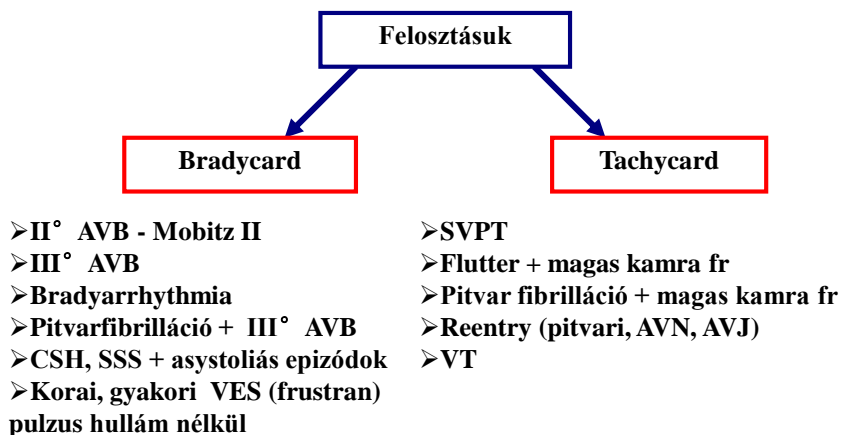 Felosztásuk
Bradycard
➢II° AVB - Mobitz II
➢III° AVB
➢Bradyarrhythmia
➢Pitvarfibrilláció + III° AVB
➢CSH, SSS + asystoliás epizódok
➢Korai, gyakori VES (frustran)
pulzus hullám nélkül
Tachycard
➢SVPT
➢Flutter + magas kamra fr
➢Pitvar fibrilláció + magas kamra fr
➢Reentry (pitvari, AVN, AVJ)
➢VT